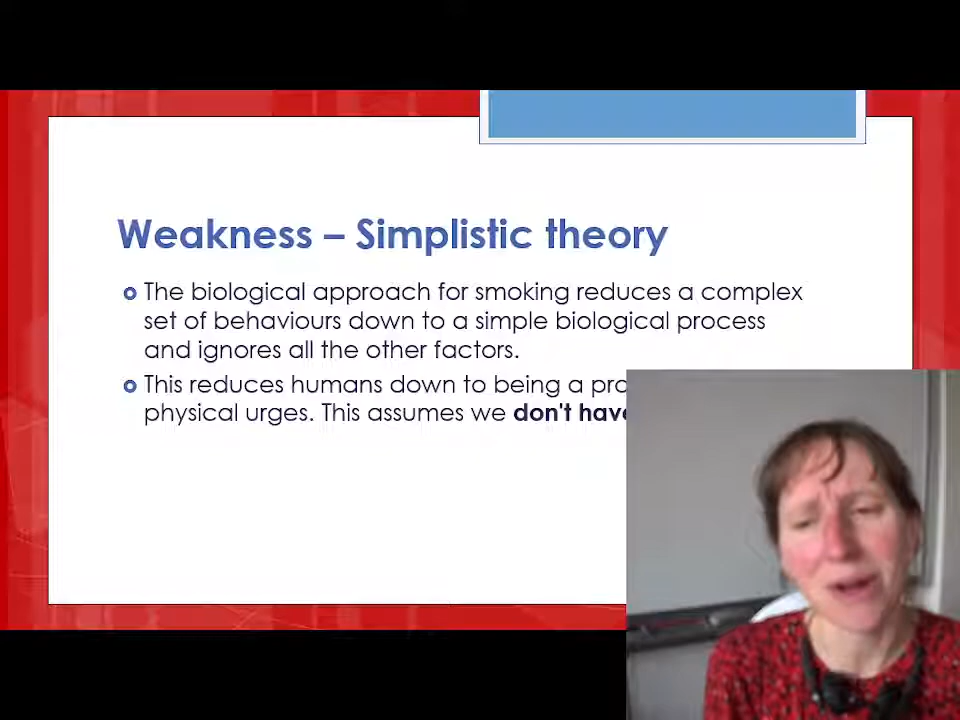 Weakness – Simplistic theory
The biological approach for smoking reduces a complex
set of behaviours down to a simple biological process
and ignores all the other factors.
This reduces humans down to being a
physical urges. This assumes we don't have